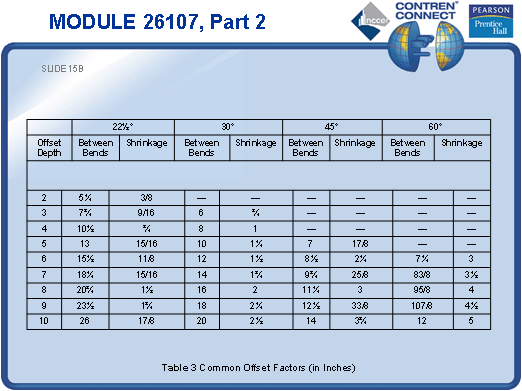 MODULE 26107, Part 2
nccer
CONTREN
CONNECT
PEARSON
Prentice
Hall
SLIDE 15B
22½° 30° 45° 60°
Offset Depth Between Bends Shrinkage Between Bends Shrinkage Between Bends Shrinkage Between Bends Shrinkage
2 5¼ 3/8 — — — — — —
3 7¾ 9/16 6 ¾ — — — —
4 10½ ¾ 8 1 — — — —
5 13 15/16 10 1¼ 7 17/8 — —
6 15½ 11/8 12 1½ 8½ 2¼ 7¼ 3
7 18¼ 15/16 14 1¾ 9¾ 25/8 83/8 3½
8 20¾ 1½ 16 2 11¼ 3 95/8 4
9 23½ 1¾ 18 2¼ 12½ 33/8 107/8 4½
10 26 17/8 20 2½ 14 3¾ 12 5
Table 3 Common Offset Factors (in Inches)